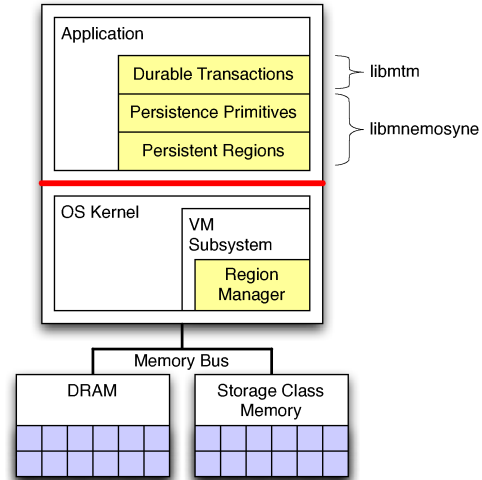 Application
Durable Transactions
libmtm
Persistence Primitives
libmnemosyne
Persistent Regions
OS Kernel
VM
Subsystem
Region
Manager
Memory Bus
DRAM
Storage Class
Memory